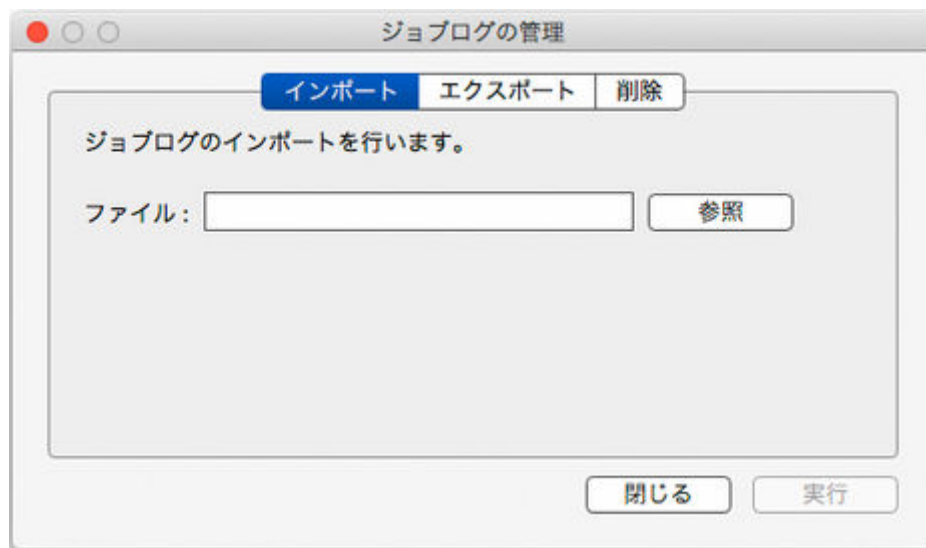 ジョブログの管理
インポート エクスポート 削除
ジョブログのインポートを行います。
ファイル： 参照
閉じる 実行